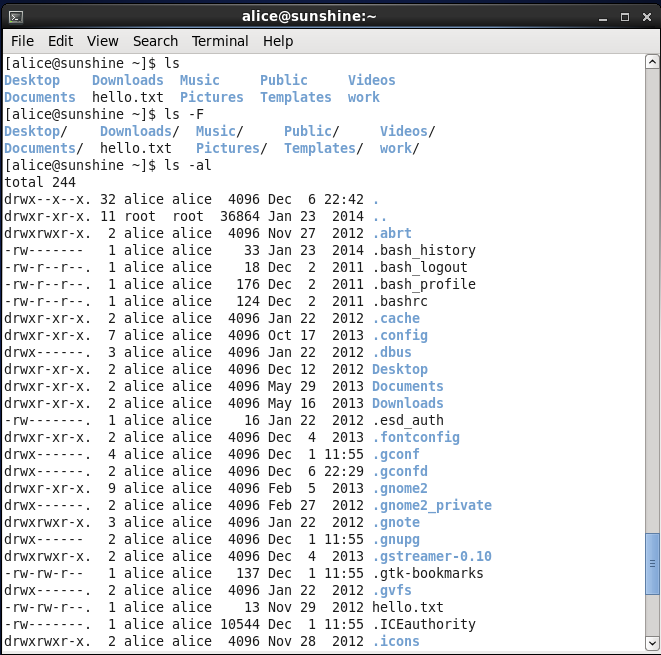 alice@sunshine:~
File Edit View Search Terminal Help
[alice@sunshine ~]$ ls
Desktop    Downloads  Music     Public     Videos
Documents  hello.txt  Pictures  Templates  work
[alice@sunshine ~]$ ls -F
Desktop/    Downloads/  Music/     Public/     Videos/
Documents/  hello.txt   Pictures/  Templates/  work/
[alice@sunshine ~]$ ls -al
total 244
drwx--x--x. 32 alice alice  4096 Dec  6 22:42 .
drwxr-xr-x. 11 root  root  36864 Jan 23  2014 ..
drwxrwxr-x.  2 alice alice  4096 Nov 27  2012 .abrt
-rw-------   1 alice alice    33 Jan 23  2014 .bash_history
-rw-r--r--.  1 alice alice    18 Dec  2  2011 .bash_logout
-rw-r--r--.  1 alice alice   176 Dec  2  2011 .bash_profile
-rw-r--r--.  1 alice alice   124 Dec  2  2011 .bashrc
drwxr-xr-x.  2 alice alice  4096 Jan 22  2012 .cache
drwxr-xr-x.  7 alice alice  4096 Oct 17  2013 .config
drwx------.  3 alice alice  4096 Jan 22  2012 .dbus
drwxr-xr-x.  2 alice alice  4096 Dec 12  2012 Desktop
drwxr-xr-x.  2 alice alice  4096 May 29  2013 Documents
drwxr-xr-x.  2 alice alice  4096 May 16  2013 Downloads
-rw-------.  1 alice alice    16 Jan 22  2012 .esd_auth
drwxr-xr-x.  2 alice alice  4096 Dec  4  2013 .fontconfig
drwx------.  4 alice alice  4096 Dec  1 11:55 .gconf
drwx------.  2 alice alice  4096 Dec  6 22:29 .gconfd
drwxr-xr-x.  9 alice alice  4096 Feb  5  2013 .gnome2
drwx------.  2 alice alice  4096 Feb 27  2012 .gnome2_private
drwxrwxr-x.  3 alice alice  4096 Jan 22  2012 .gnote
drwx------   2 alice alice  4096 Dec  1 11:55 .gnupg
drwxrwxr-x.  2 alice alice  4096 Dec  4  2013 .gstreamer-0.10
-rw-rw-r--   1 alice alice   137 Dec  1 11:55 .gtk-bookmarks
drwx------.  2 alice alice  4096 Jan 22  2012 .gvfs
-rw-rw-r--.  1 alice alice    13 Nov 29  2012 hello.txt
-rw-------.  1 alice alice 10544 Dec  1 11:55 .ICEauthority
drwxrwxr-x.  2 alice alice  4096 Nov 28  2012 .icons